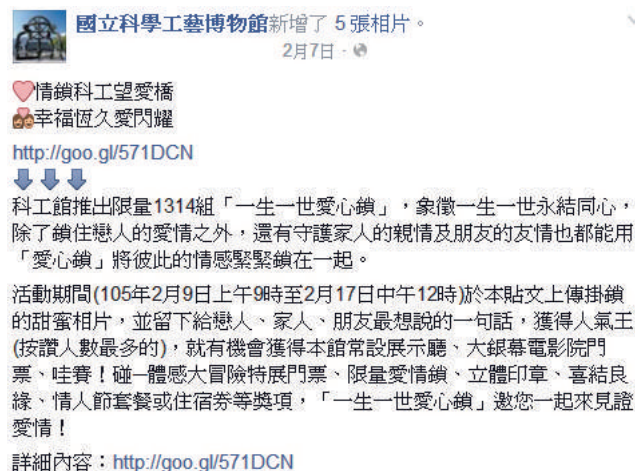 國立科學工藝博物館新增了 5 張相片。
2月7日
情鎖科工望愛橋
幸福恆久愛閃耀
http://goo.gl/571DCN
科工館推出限量1314組「一生一世愛心鎖」，象徵一生一世永結同心，
除了鎖住戀人的愛情之外，還有守護家人的親情及朋友的友情也都能用
「愛心鎖」將彼此的情感緊緊鎖在一起。
活動期間(105年2月9日上午9時至2月17日中午12時)於本貼文上傳掛鎖
的甜蜜相片，並留下給戀人、家人、朋友最想說的一句話，獲得人氣王
(按讚人數最多的)，就有機會獲得本館常設展示廳、大銀幕電影院門
票、哇賽！碰一體感大冒險特展門票、限量愛情鎖、立體印章、喜結良
緣、情人節套餐或住宿券等獎項，「一生一世愛心鎖」邀您一起來見證
愛情！
詳細內容：http://goo.gl/571DCN